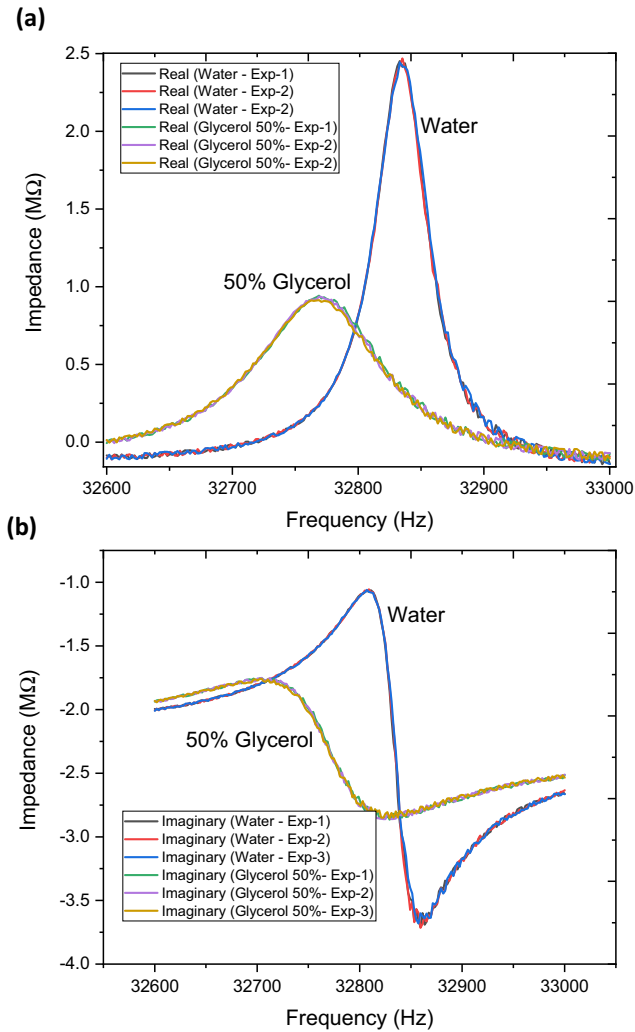 (a)
2.5
2.0
1.5
1.0
0.5
0.0
Impedance (MΩ)
Real (Water - Exp-1)
Real (Water - Exp-2)
Real (Water - Exp-2)
Real (Glycerol 50%- Exp-1)
Real (Glycerol 50%- Exp-2)
Real (Glycerol 50%- Exp-2)
Water
50% Glycerol
32600
32700
32800
32900
33000
Frequency (Hz)
(b)
-1.0
-1.5
-2.0
-2.5
-3.0
-3.5
-4.0
Impedance (MΩ)
Water
50% Glycerol
Imaginary (Water - Exp-1)
Imaginary (Water - Exp-2)
Imaginary (Water - Exp-3)
Imaginary (Glycerol 50%- Exp-1)
Imaginary (Glycerol 50%- Exp-2)
Imaginary (Glycerol 50%- Exp-3)
32600
32700
32800
32900
33000
Frequency (Hz)